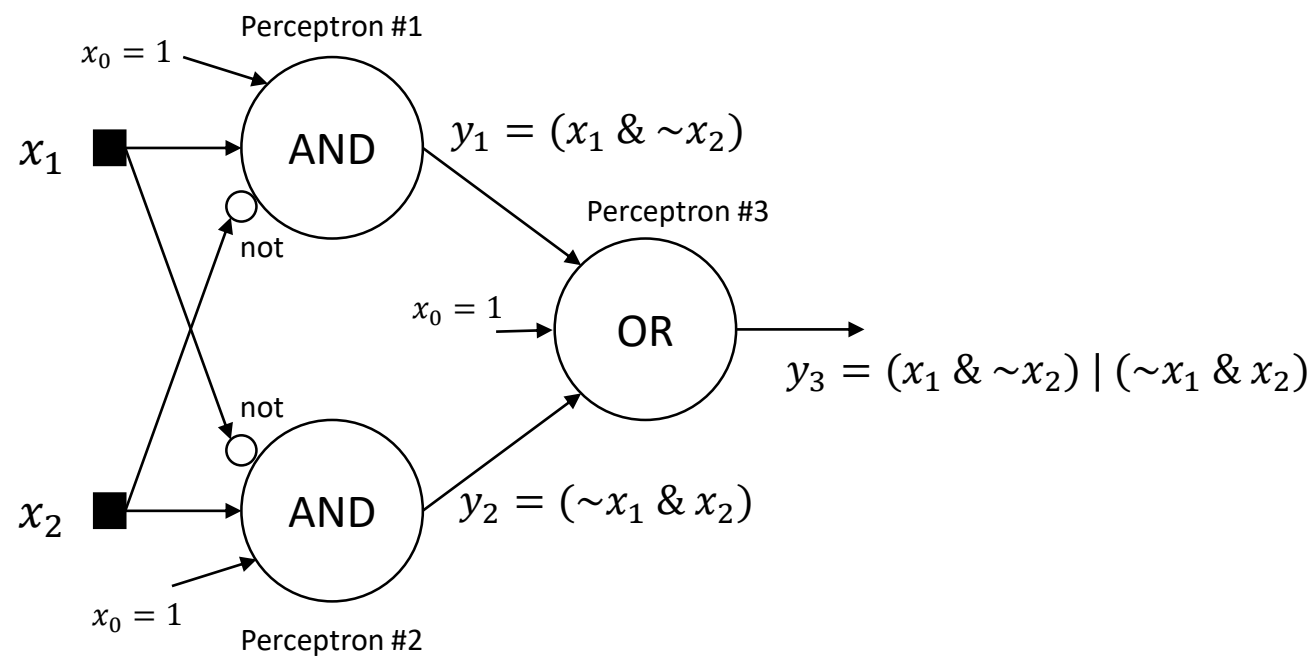 Perceptron #1
x₀ = 1
x₁
AND
y₁ = (x₁ & ~x₂)
not
Perceptron #3
x₀ = 1
OR
y₃ = (x₁ & ~x₂) | (~x₁ & x₂)
not
x₂
AND
y₂ = (~x₁ & x₂)
x₀ = 1
Perceptron #2